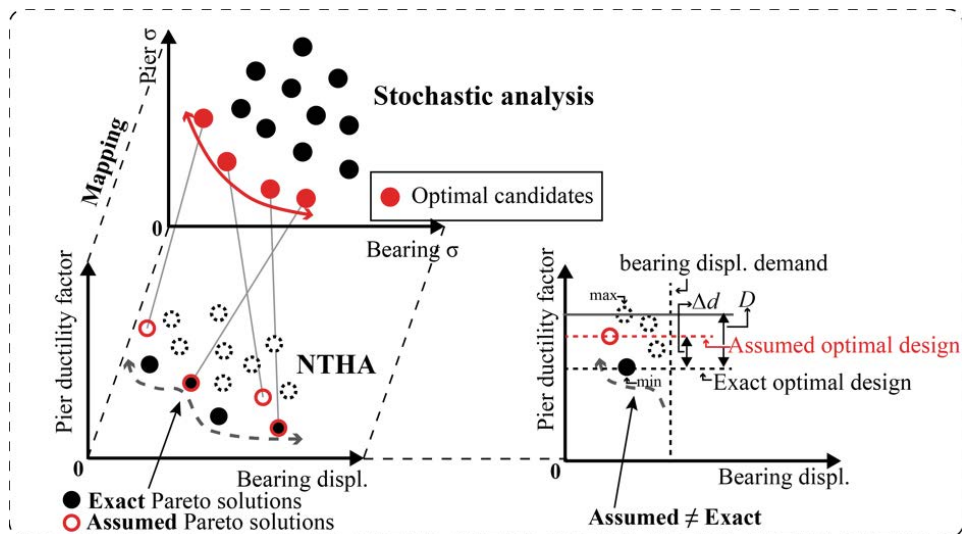 Pier σ
Stochastic analysis
Mapping
Optimal candidates
0
Bearing σ
Pier ductility factor
NTHA
0
Bearing displ.
Exact Pareto solutions
Assumed Pareto solutions
Pier ductility factor
bearing displ. demand
max
Δd
D
Assumed optimal design
min
Exact optimal design
0
Bearing displ.
Assumed ≠ Exact